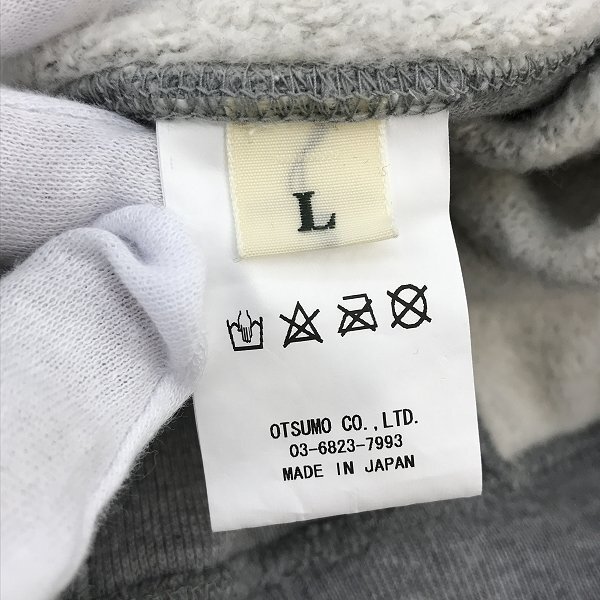 L
OTSUMO CO.,LTD.
03-6823-7993
MADE IN JAPAN